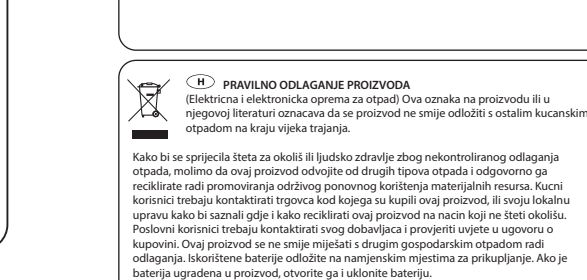 H PRAVILNO ODLAGANJE PROIZVODA
(Elektricna i elektronicka oprema za otpad) Ova oznaka na proizvodu ili u
njegovoj literaturi oznacava da se proizvod ne smije odložiti s ostalim kucanskim
otpadom na kraju vijeka trajanja.
Kako bi se sprijecila šteta za okoliš ili ljudsko zdravlje zbog nekontroliranog odlaganja
otpada, molimo da ovaj proizvod odvojite od drugih tipova otpada i odgovorno ga
reciklirate radi promoviranja održivog ponovnog korištenja materijalnih resursa. Kucni
korisnici trebaju kontaktirati trgovca kod kojega su kupili ovaj proizvod, ili svoju lokalnu
upravu kako bi saznali gdje i kako reciklirati ovaj proizvod na nacin koji ne šteti okolišu.
Poslovni korisnici trebaju kontaktirati svog dobavljaca i provjeriti uvjete u ugovoru o
kupovini. Ovaj proizvod se ne smije miješati s drugim gospodarskim otpadom radi
odlaganja. Iskorištene baterije odložite na namjenskim mjestima za prikupljanje. Ako je
baterija ugradena u proizvod, otvorite ga i uklonite bateriju.